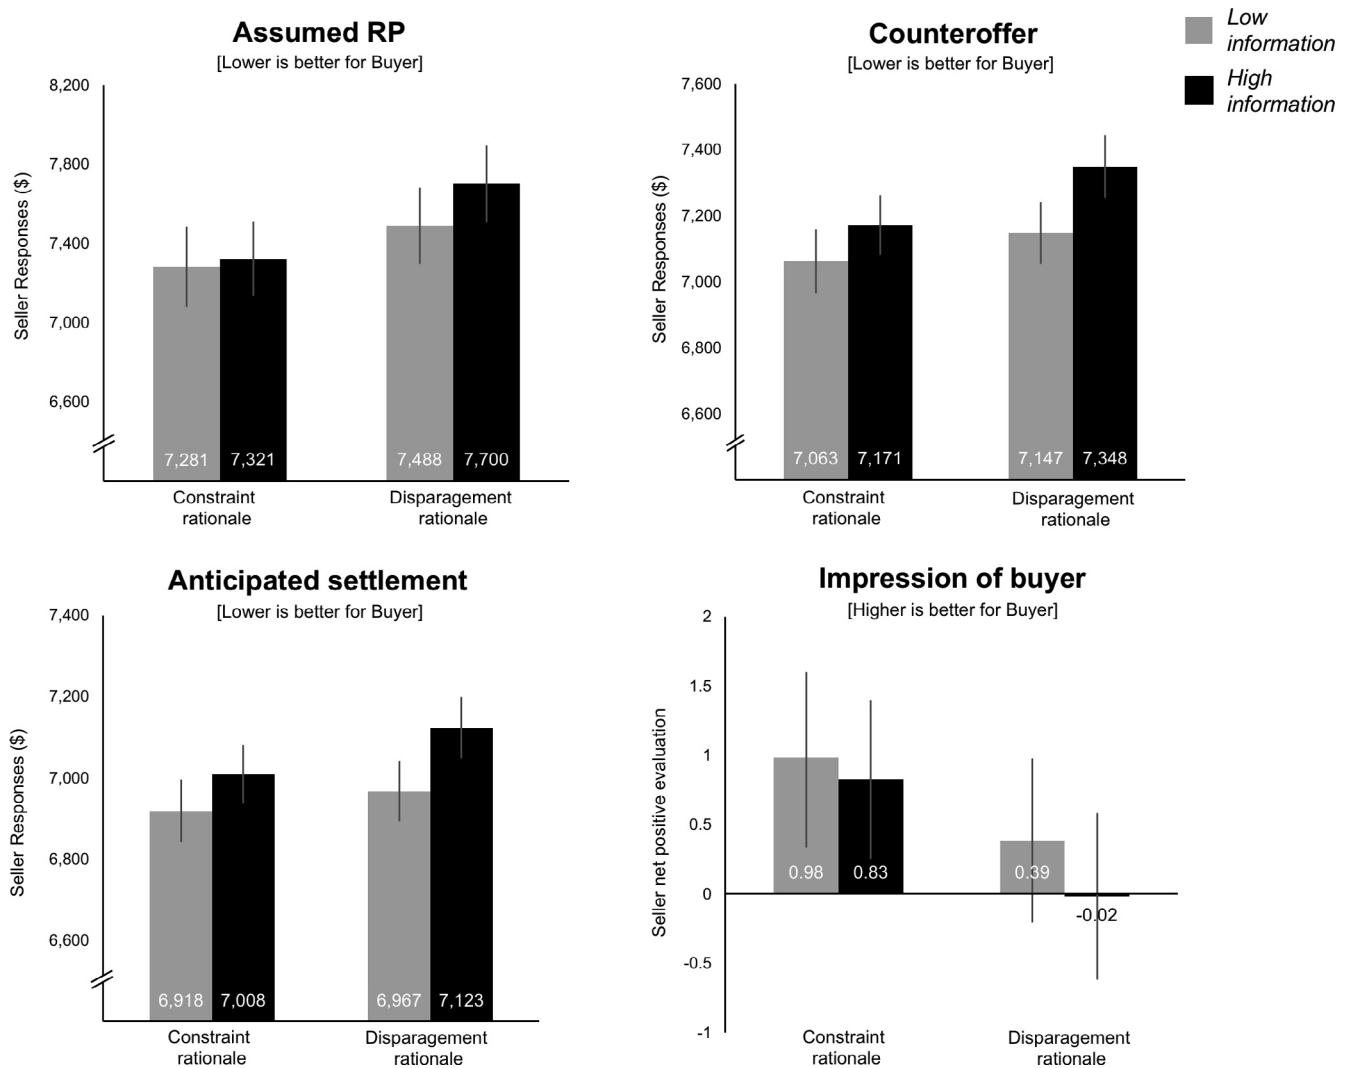 Assumed RP
[Lower is better for Buyer]
8,200
7,800
7,400
7,000
6,600
Seller Responses ($)
7,281
7,321
7,488
7,700
Constraint
rationale
Disparagement
rationale
Counteroffer
[Lower is better for Buyer]
7,600
7,400
7,200
7,000
6,800
6,600
Seller Responses ($)
7,063
7,171
7,147
7,348
Constraint
rationale
Disparagement
rationale
Low
information
High
information
Anticipated settlement
[Lower is better for Buyer]
7,400
7,200
7,000
6,800
6,600
Seller Responses ($)
6,918
7,008
6,967
7,123
Constraint
rationale
Disparagement
rationale
Impression of buyer
[Higher is better for Buyer]
2
1.5
1
0.5
0
-0.5
-1
Seller net positive evaluation
0.98
0.83
0.39
-0.02
Constraint
rationale
Disparagement
rationale